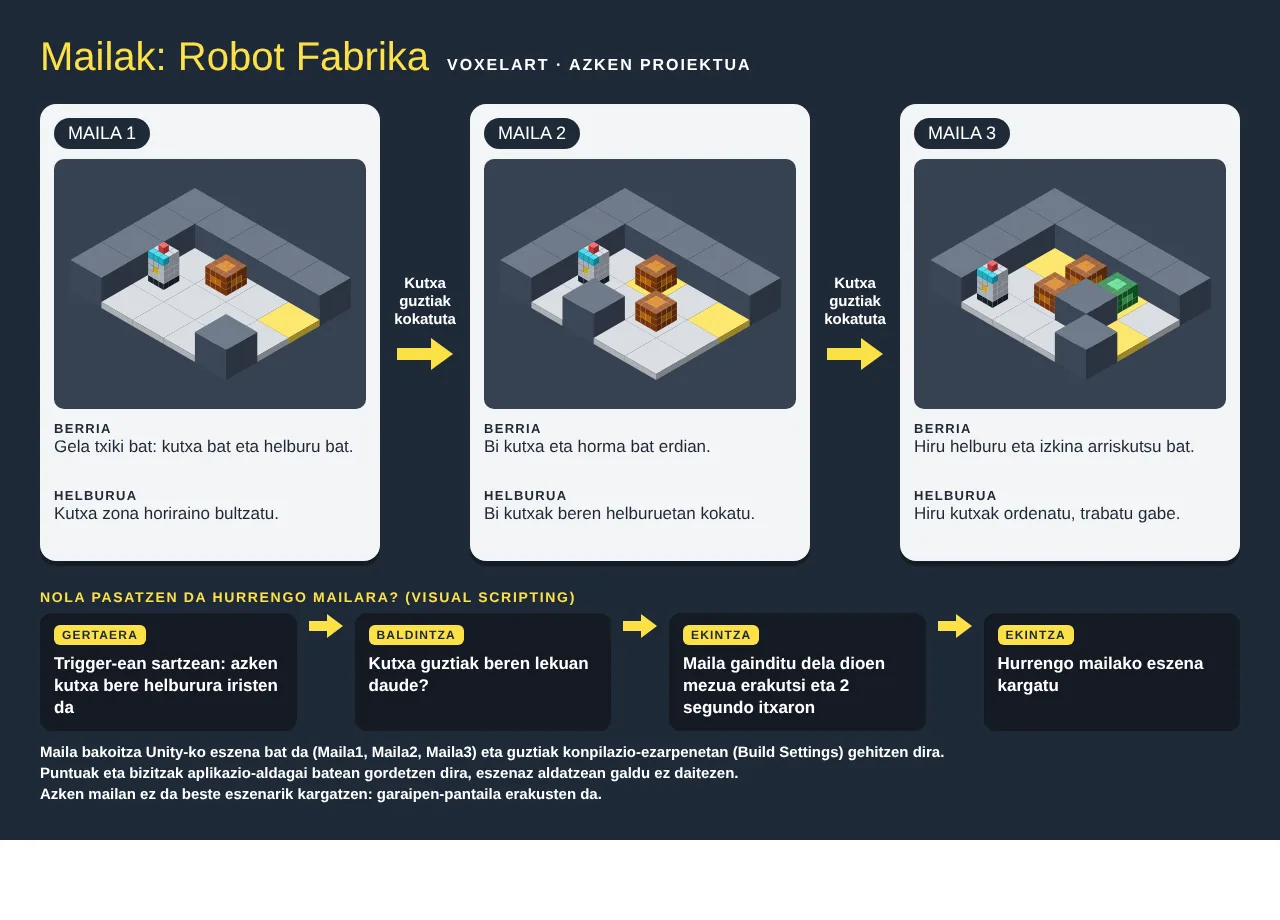 Mailak: Robot Fabrika VOXELART · AZKEN PROIEKTUA
MAILA 1
BERRIA
Gela txiki bat: kutxa bat eta helburu bat.
HELBURUA
Kutxa zona horiraino bultzatu.
Kutxa
guztiak
kokatuta
MAILA 2
BERRIA
Bi kutxa eta horma bat erdian.
HELBURUA
Bi kutxak beren helburuetan kokatu.
Kutxa
guztiak
kokatuta
MAILA 3
BERRIA
Hiru helburu eta izkina arriskutsu bat.
HELBURUA
Hiru kutxak ordenatu, trabatu gabe.
NOLA PASATZEN DA HURRENGO MAILARA? (VISUAL SCRIPTING)
GERTAERA
Trigger-ean sartzean: azken
kutxa bere helburura iristen
da
BALDINTZA
Kutxa guztiak beren lekuan
daude?
EKINTZA
Maila gainditu dela dioen
mezua erakutsi eta 2
segundo itxaron
EKINTZA
Hurrengo mailako eszena
kargatu
Maila bakoitza Unity-ko eszena bat da (Maila1, Maila2, Maila3) eta guztiak konpilazio-ezarpenetan (Build Settings) gehitzen dira.
Puntuak eta bizitzak aplikazio-aldagai batean gordetzen dira, eszenaz aldatzean galdu ez daitezen.
Azken mailan ez da beste eszenarik kargatzen: garaipen-pantaila erakusten da.